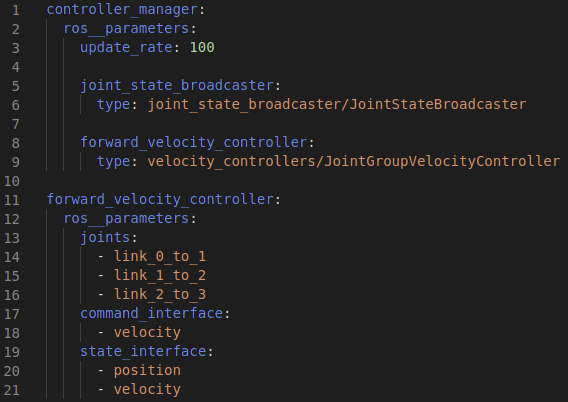 1 controller_manager:
2   ros__parameters:
3     update_rate: 100
4
5     joint_state_broadcaster:
6       type: joint_state_broadcaster/JointStateBroadcaster
7
8     forward_velocity_controller:
9       type: velocity_controllers/JointGroupVelocityController
10
11 forward_velocity_controller:
12   ros__parameters:
13     joints:
14       - link_0_to_1
15       - link_1_to_2
16       - link_2_to_3
17     command_interface:
18       - velocity
19     state_interface:
20       - position
21       - velocity